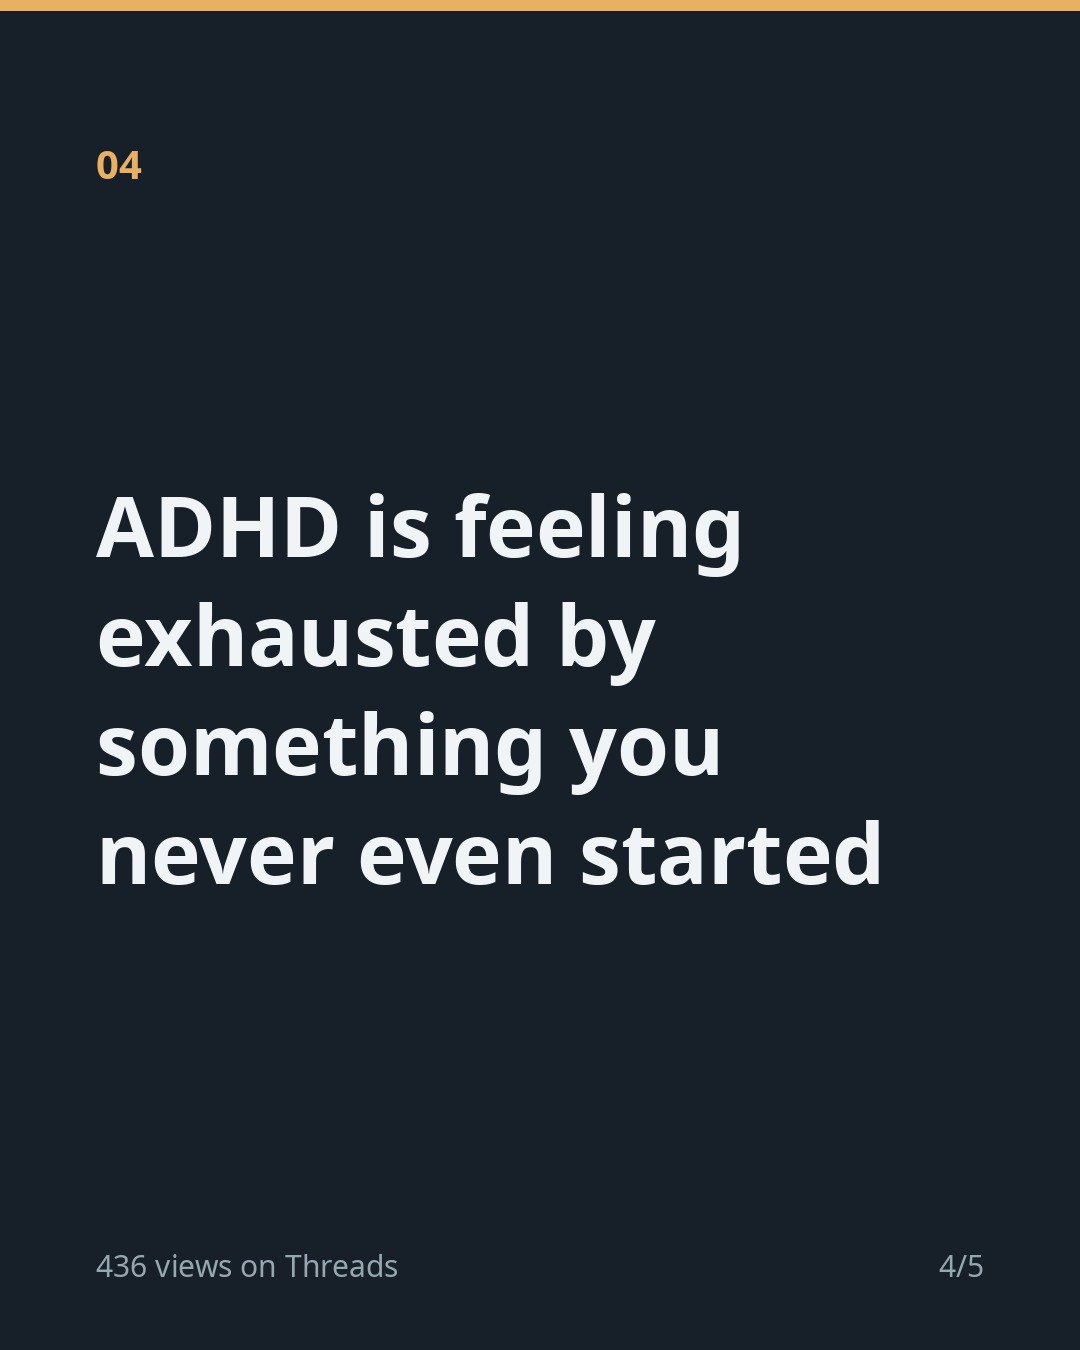 04
ADHD is feeling
exhausted by
something you
never even started
436 views on Threads
4/5